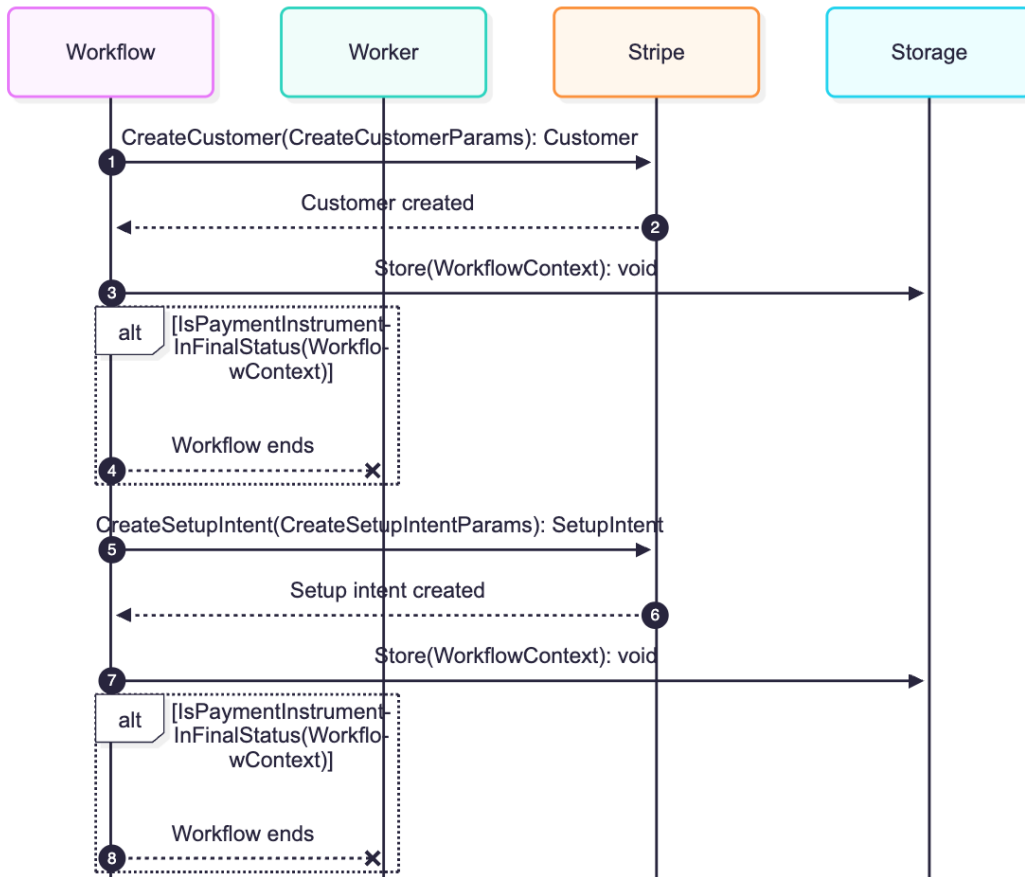 Workflow
Worker
Stripe
Storage
CreateCustomer(CreateCustomerParams): Customer
1
Customer created
2
Store(WorkflowContext): void
3
alt
[IsPaymentInstrument-
InFinalStatus(Workflo-
wContext)]
Workflow ends
4
CreateSetupIntent(CreateSetupIntentParams): SetupIntent
5
Setup intent created
6
Store(WorkflowContext): void
7
alt
[IsPaymentInstrument-
InFinalStatus(Workflo-
wContext)]
Workflow ends
8